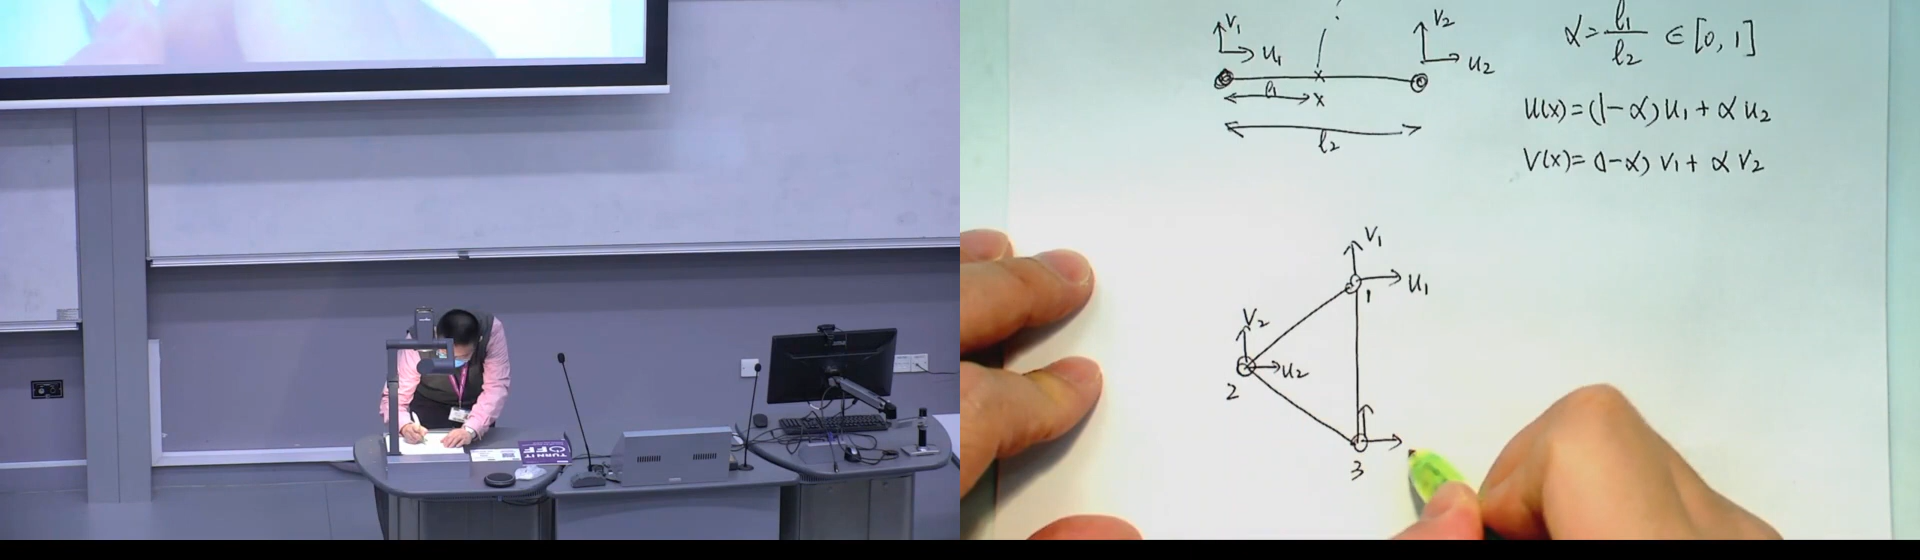 ?
V₁
u₁
V₂
u₂
x
l₁
x
l₂
α = l₁/l₂ ∈ [0, 1]
u(x) = (1-α) u₁ + α u₂
V(x) = (1-α) V₁ + α V₂
V₁
u₁
1
V₂
u₂
2
3
TURN IT
OFF